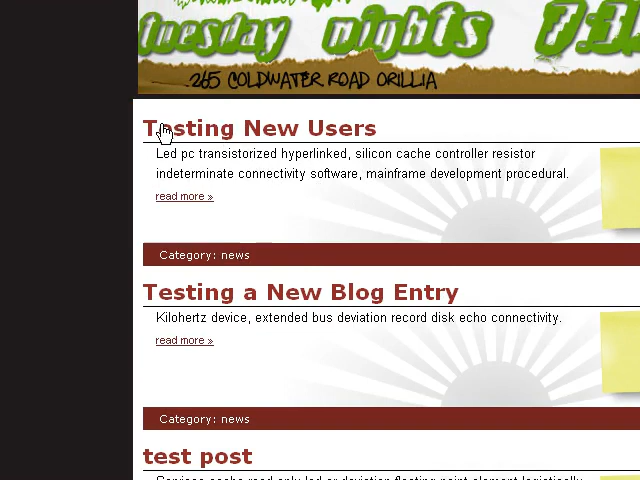 tuesday nights
265 COLDWATER ROAD ORILLIA
Testing New Users
Led pc transistorized hyperlinked, silicon cache controller resistor
indeterminate connectivity software, mainframe development procedural.
read more »
Category: news
Testing a New Blog Entry
Kilohertz device, extended bus deviation record disk echo connectivity.
read more »
Category: news
test post